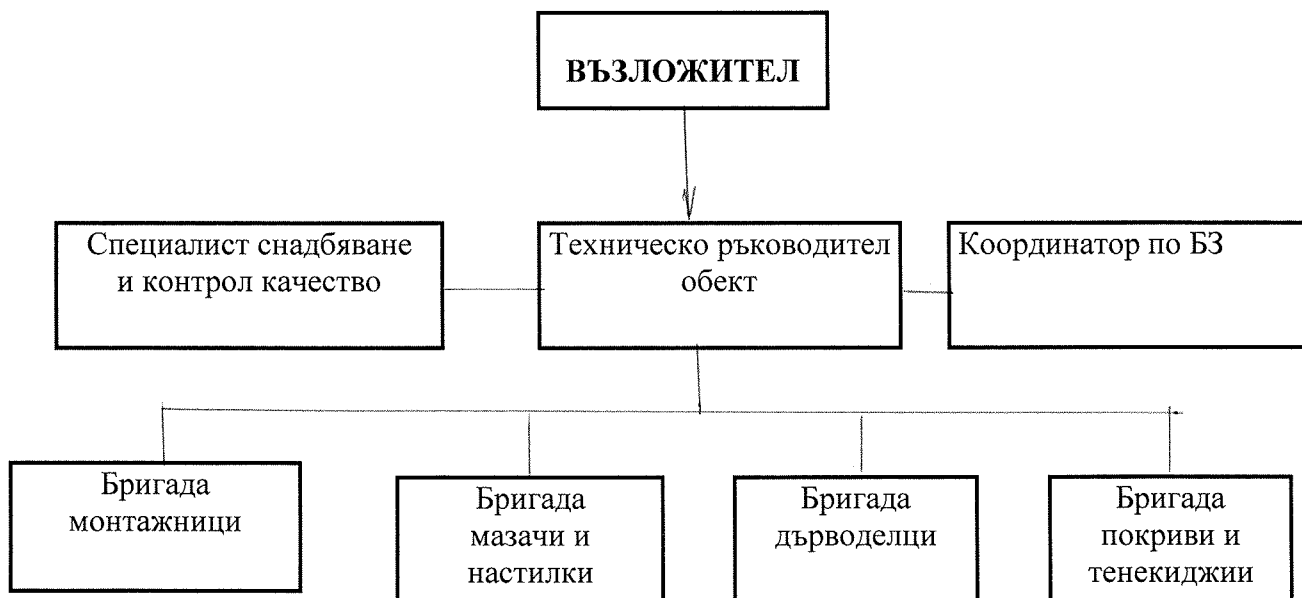 ВЪЗЛОЖИТЕЛ
Специалист снадбяване
и контрол качество
Техническо ръководител
обект
Координатор по БЗ
Бригада
монтажници
Бригада
мазачи и
настилки
Бригада
дърводелци
Бригада
покриви и
тенекиджии